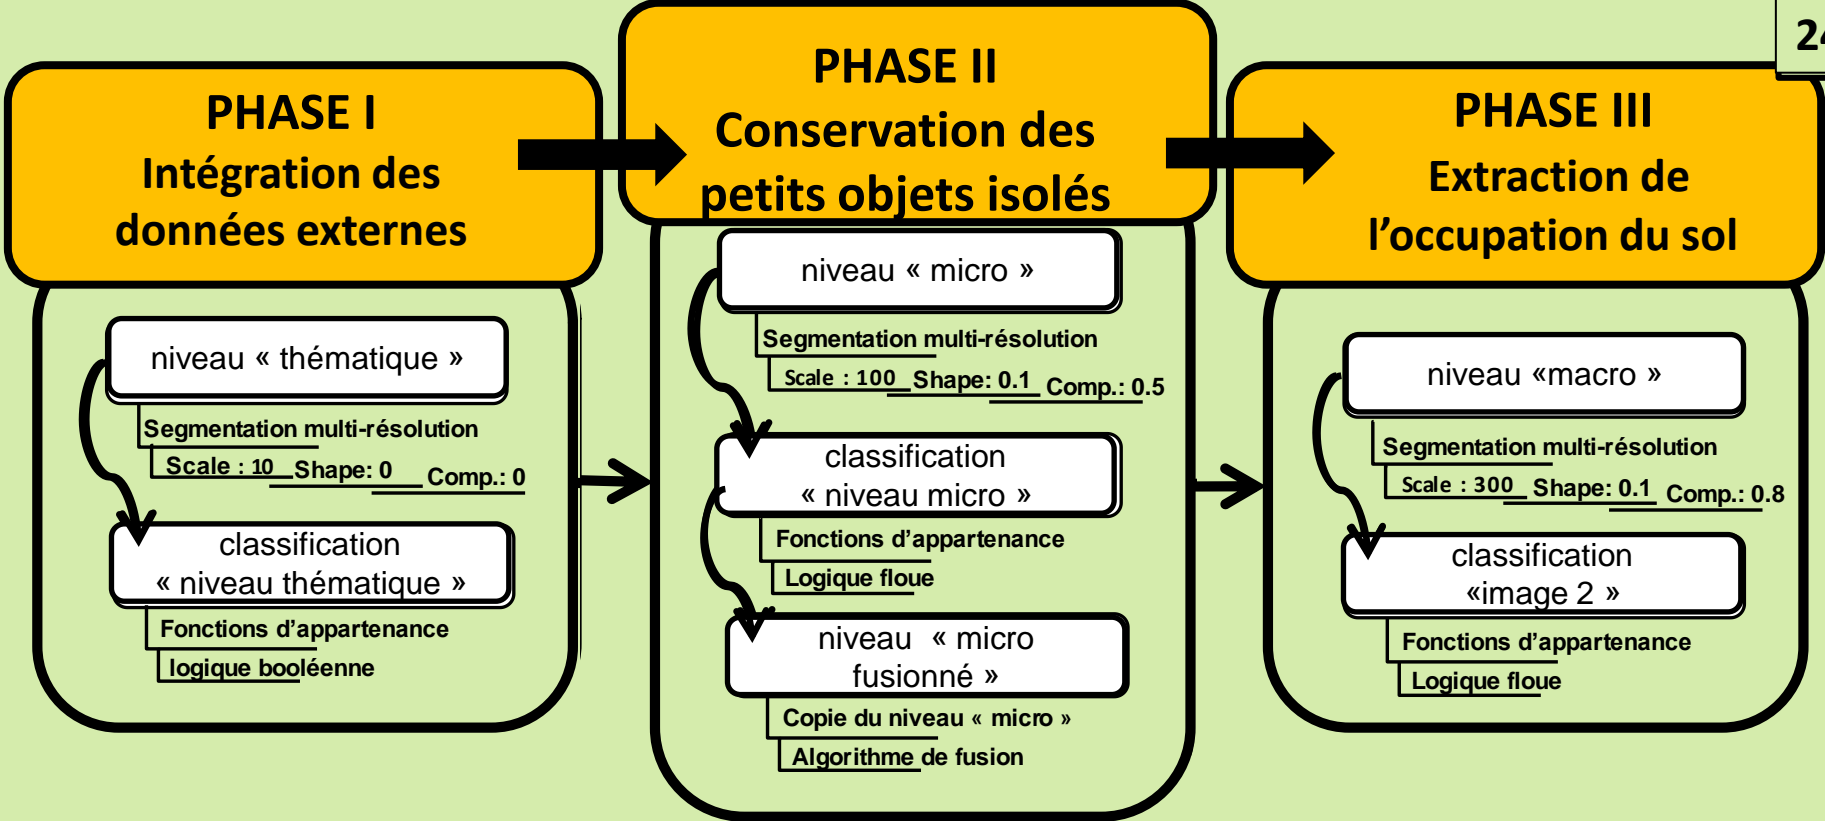 24
PHASE I
Intégration des
données externes
niveau « thématique »
Segmentation multi-résolution
Scale : 10 Shape: 0 Comp.: 0
classification
« niveau thématique »
Fonctions d'appartenance
logique booléenne
PHASE II
Conservation des
petits objets isolés
niveau « micro »
Segmentation multi-résolution
Scale : 100 Shape: 0.1 Comp.: 0.5
classification
« niveau micro »
Fonctions d'appartenance
Logique floue
niveau « micro
fusionné »
Copie du niveau « micro »
Algorithme de fusion
PHASE III
Extraction de
l'occupation du sol
niveau «macro »
Segmentation multi-résolution
Scale : 300 Shape: 0.1 Comp.: 0.8
classification
«image 2 »
Fonctions d'appartenance
Logique floue